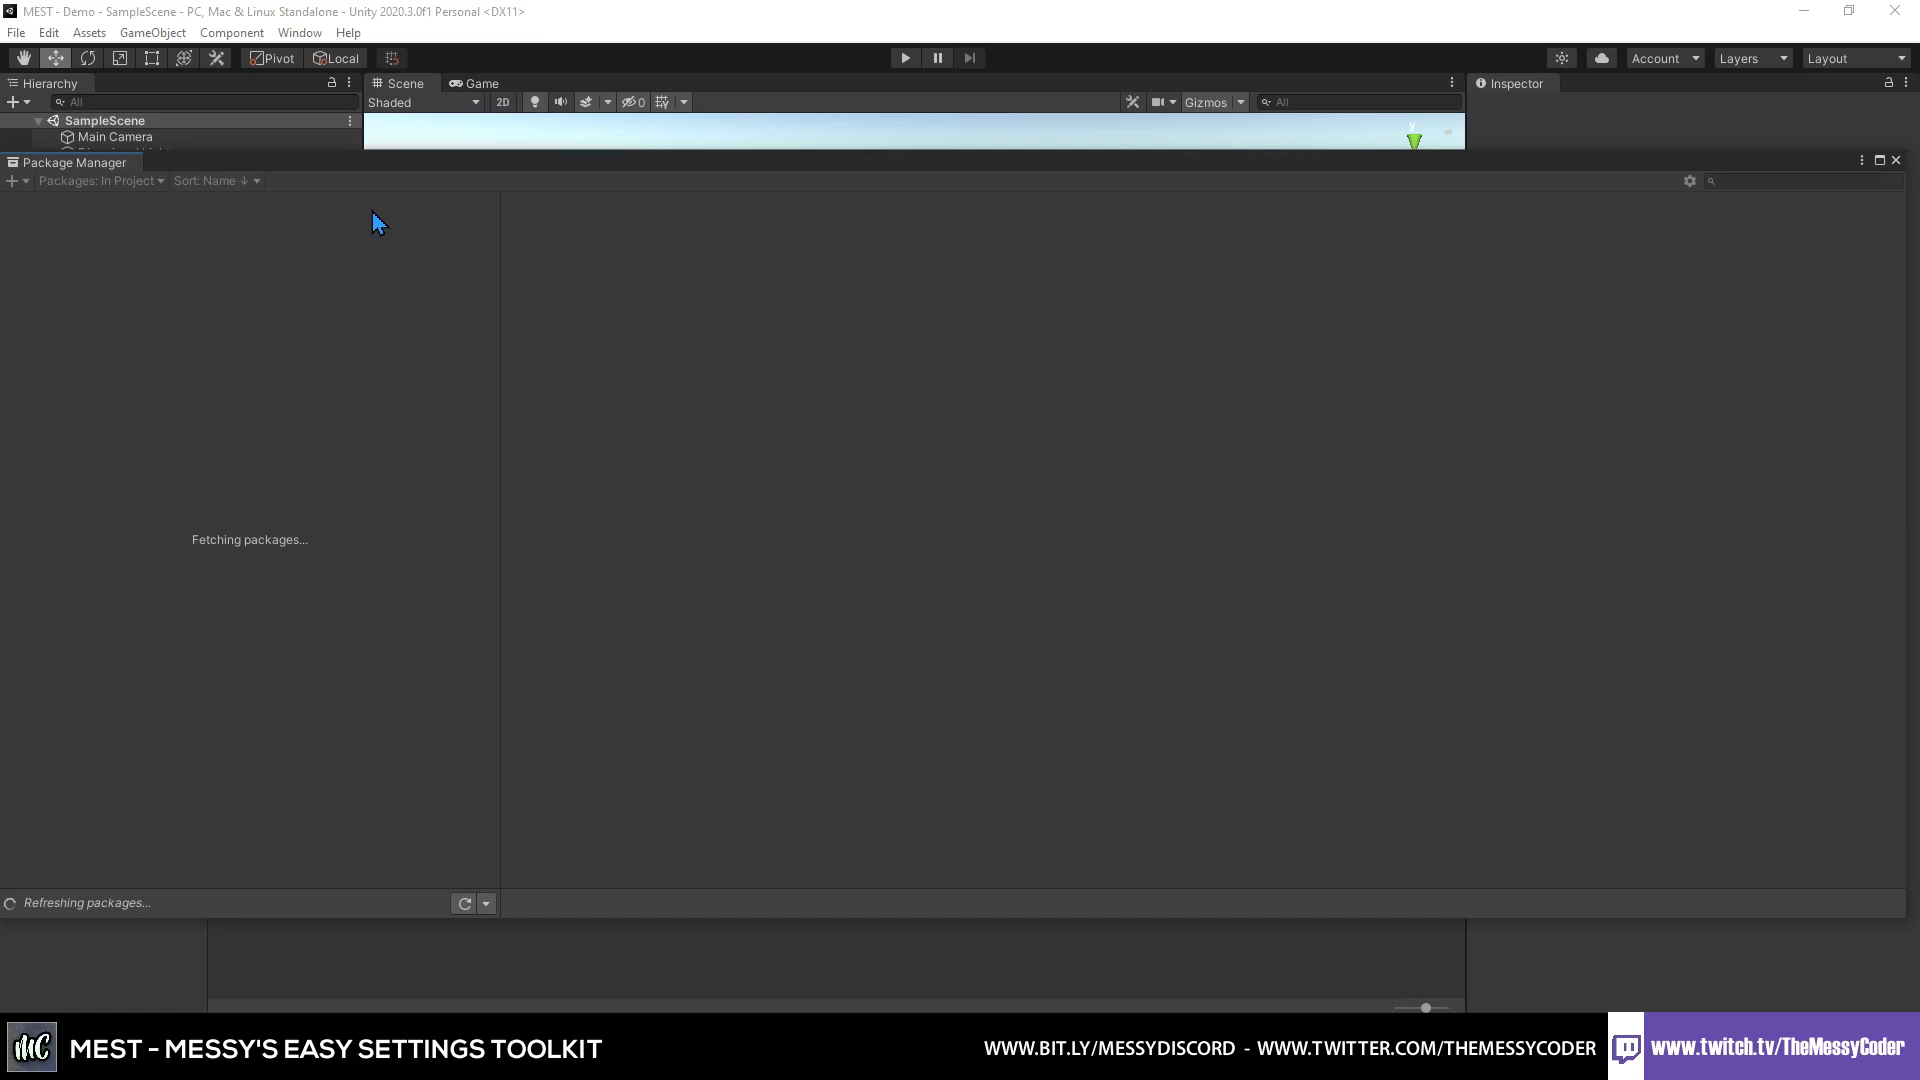 MEST - Demo - SampleScene - PC, Mac & Linux Standalone - Unity 2020.3.0f1 Personal <DX11>
File Edit Assets GameObject Component Window Help
Pivot Local Account Layers Layout
Hierarchy Scene Game Inspector
All Shaded 2D 0 Gizmos All
SampleScene
Main Camera
y
Package Manager
Packages: In Project Sort: Name ↓
Fetching packages...
Refreshing packages...
MC MEST - MESSY'S EASY SETTINGS TOOLKIT WWW.BIT.LY/MESSYDISCORD - WWW.TWITTER.COM/THEMESSYCODER www.twitch.tv/TheMessyCoder